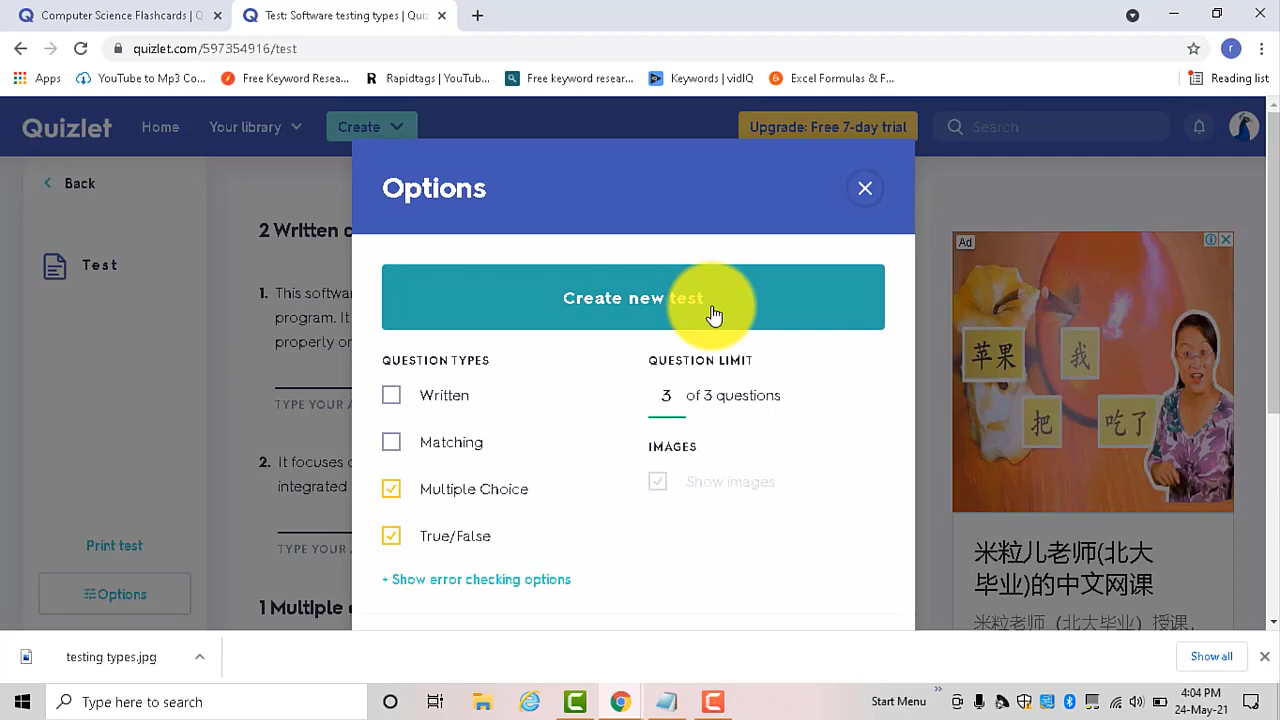 Computer Science Flashcards | Q
Test: Software testing types | Quiz
quizlet.com/597354916/test
Apps
YouTube to Mp3 Co...
Free Keyword Resea...
Rapidtags | YouTub...
Free keyword resear...
Keywords | vidIQ
Excel Formulas & F...
Reading list
Quizlet
Home
Your library
Create
Upgrade: Free 7-day trial
Search
Back
Test
Print test
Options
2 Written
1. This softwa
program. It
properly or
TYPE YOUR A
2. It focuses
integrated
TYPE YOUR A
1 Multiple
Options
Create new test
QUESTION TYPES
Written
Matching
Multiple Choice
True/False
+ Show error checking options
QUESTION LIMIT
3 of 3 questions
IMAGES
Show images
Ad
苹果
我
把
吃了
米粒儿老师(北大
毕业)的中文网课
米粒老师（北大毕业）授课,
testing types.jpg
Show all
Type here to search
Start Menu
4:04 PM
24-May-21